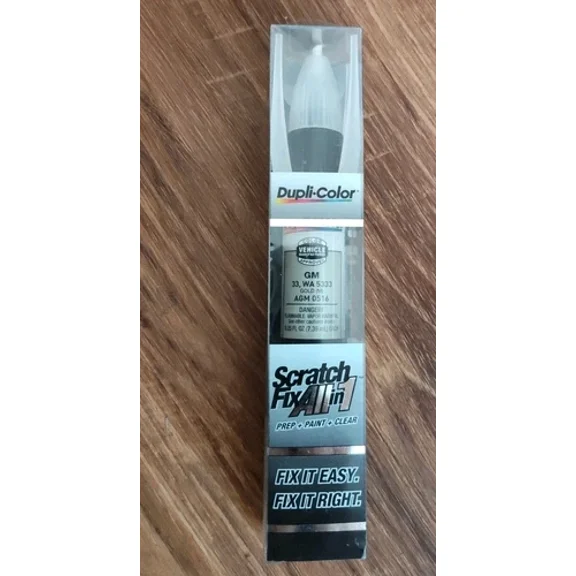 Dupli-Color
VEHICLE
GM
33, WA 5333
AGM 0516
DANGER!
Scratch
Fix All in 1
PREP + PAINT + CLEAR
FIX IT EASY.
FIX IT RIGHT.